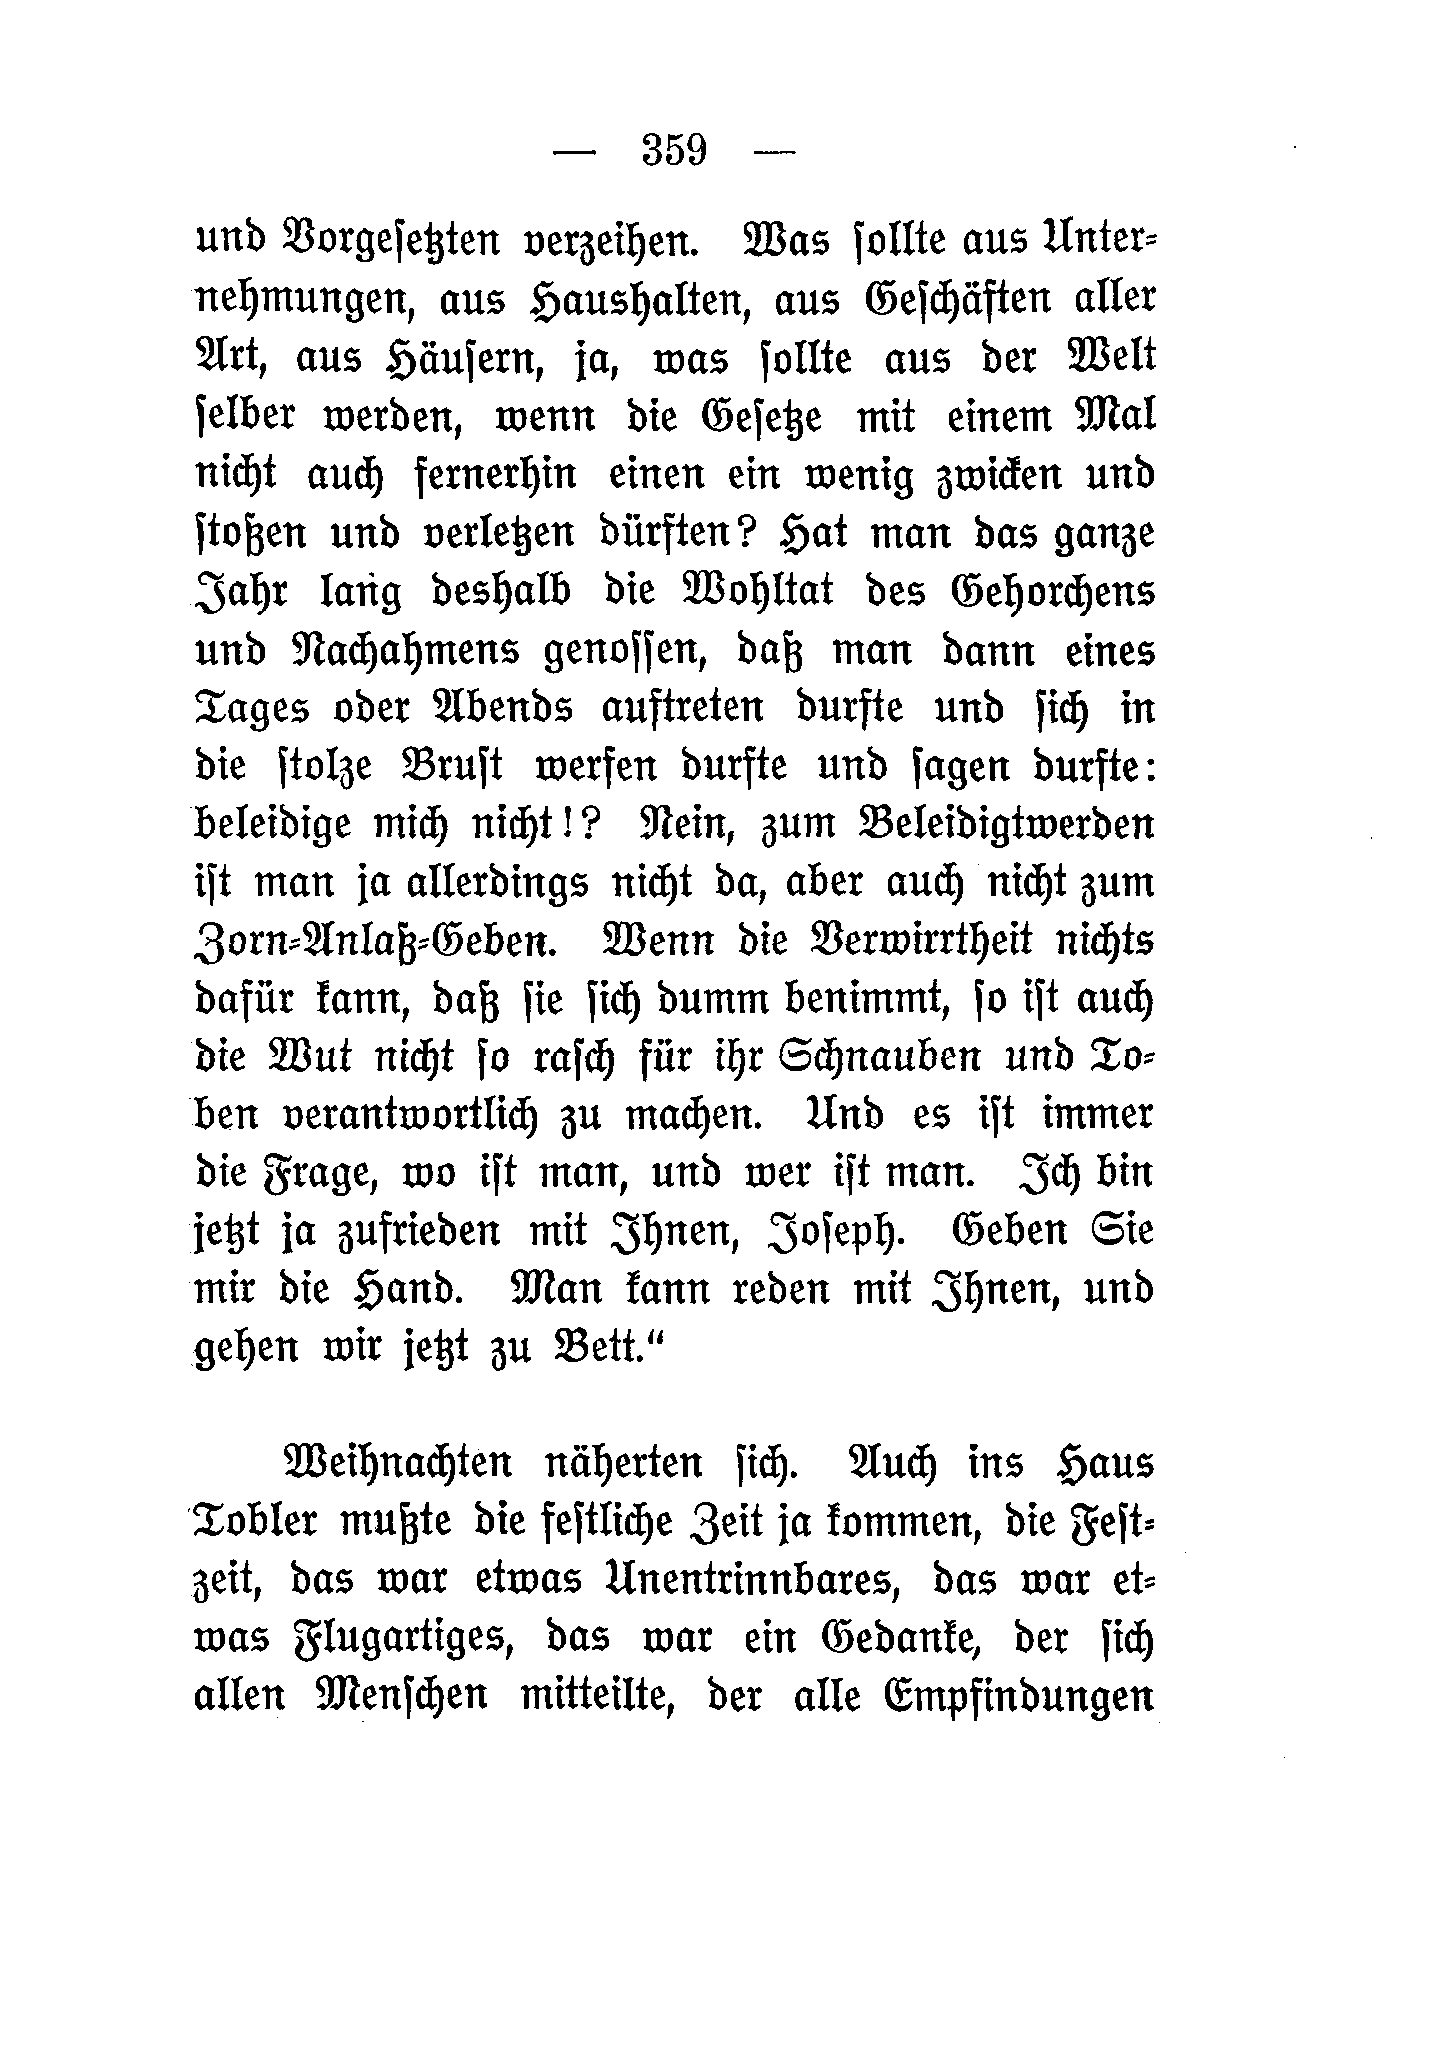 — 359 —
und Vorgeſetzten verzeihen. Was ſollte aus Unter=
nehmungen, aus Haushalten, aus Geſchäften aller
Art, aus Häuſern, ja, was ſollte aus der Welt
ſelber werden, wenn die Geſetze mit einem Mal
nicht auch fernerhin einen ein wenig zwicken und
ſtoßen und verletzen dürften? Hat man das ganze
Jahr lang deshalb die Wohltat des Gehorchens
und Nachahmens genoſſen, daß man dann eines
Tages oder Abends auftreten durfte und ſich in
die ſtolze Bruſt werfen durfte und ſagen durfte:
beleidige mich nicht!? Nein, zum Beleidigtwerden
iſt man ja allerdings nicht da, aber auch nicht zum
Zorn=Anlaß=Geben. Wenn die Verwirrtheit nichts
dafür kann, daß ſie ſich dumm benimmt, ſo iſt auch
die Wut nicht ſo raſch für ihr Schnauben und To=
ben verantwortlich zu machen. Und es iſt immer
die Frage, wo iſt man, und wer iſt man. Ich bin
jetzt ja zufrieden mit Ihnen, Joſeph. Geben Sie
mir die Hand. Man kann reden mit Ihnen, und
gehen wir jetzt zu Bett.“
Weihnachten näherten ſich. Auch ins Haus
Tobler mußte die feſtliche Zeit ja kommen, die Feſt=
zeit, das war etwas Unentrinnbares, das war et=
was Flugartiges, das war ein Gedanke, der ſich
allen Menſchen mitteilte, der alle Empfindungen